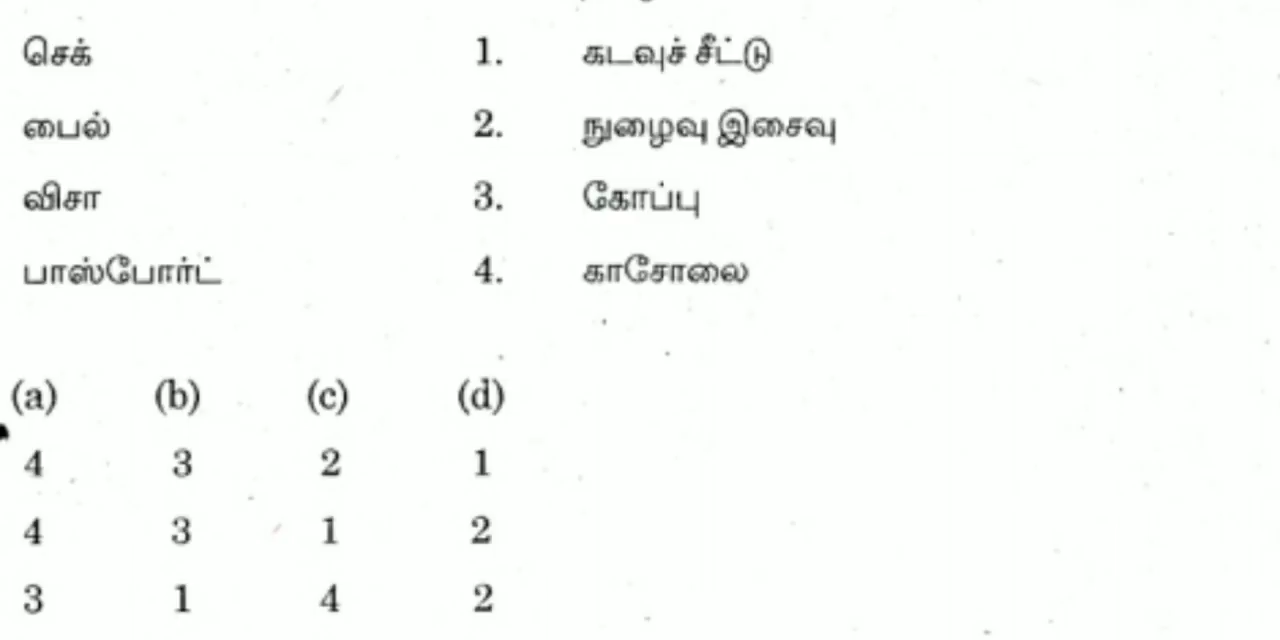 செக் 1. கடவுச் சீட்டு
பைல் 2. நுழைவு இசைவு
விசா 3. கோப்பு
பாஸ்போர்ட் 4. காசோலை
(a) (b) (c) (d)
4 3 2 1
4 3 1 2
3 1 4 2